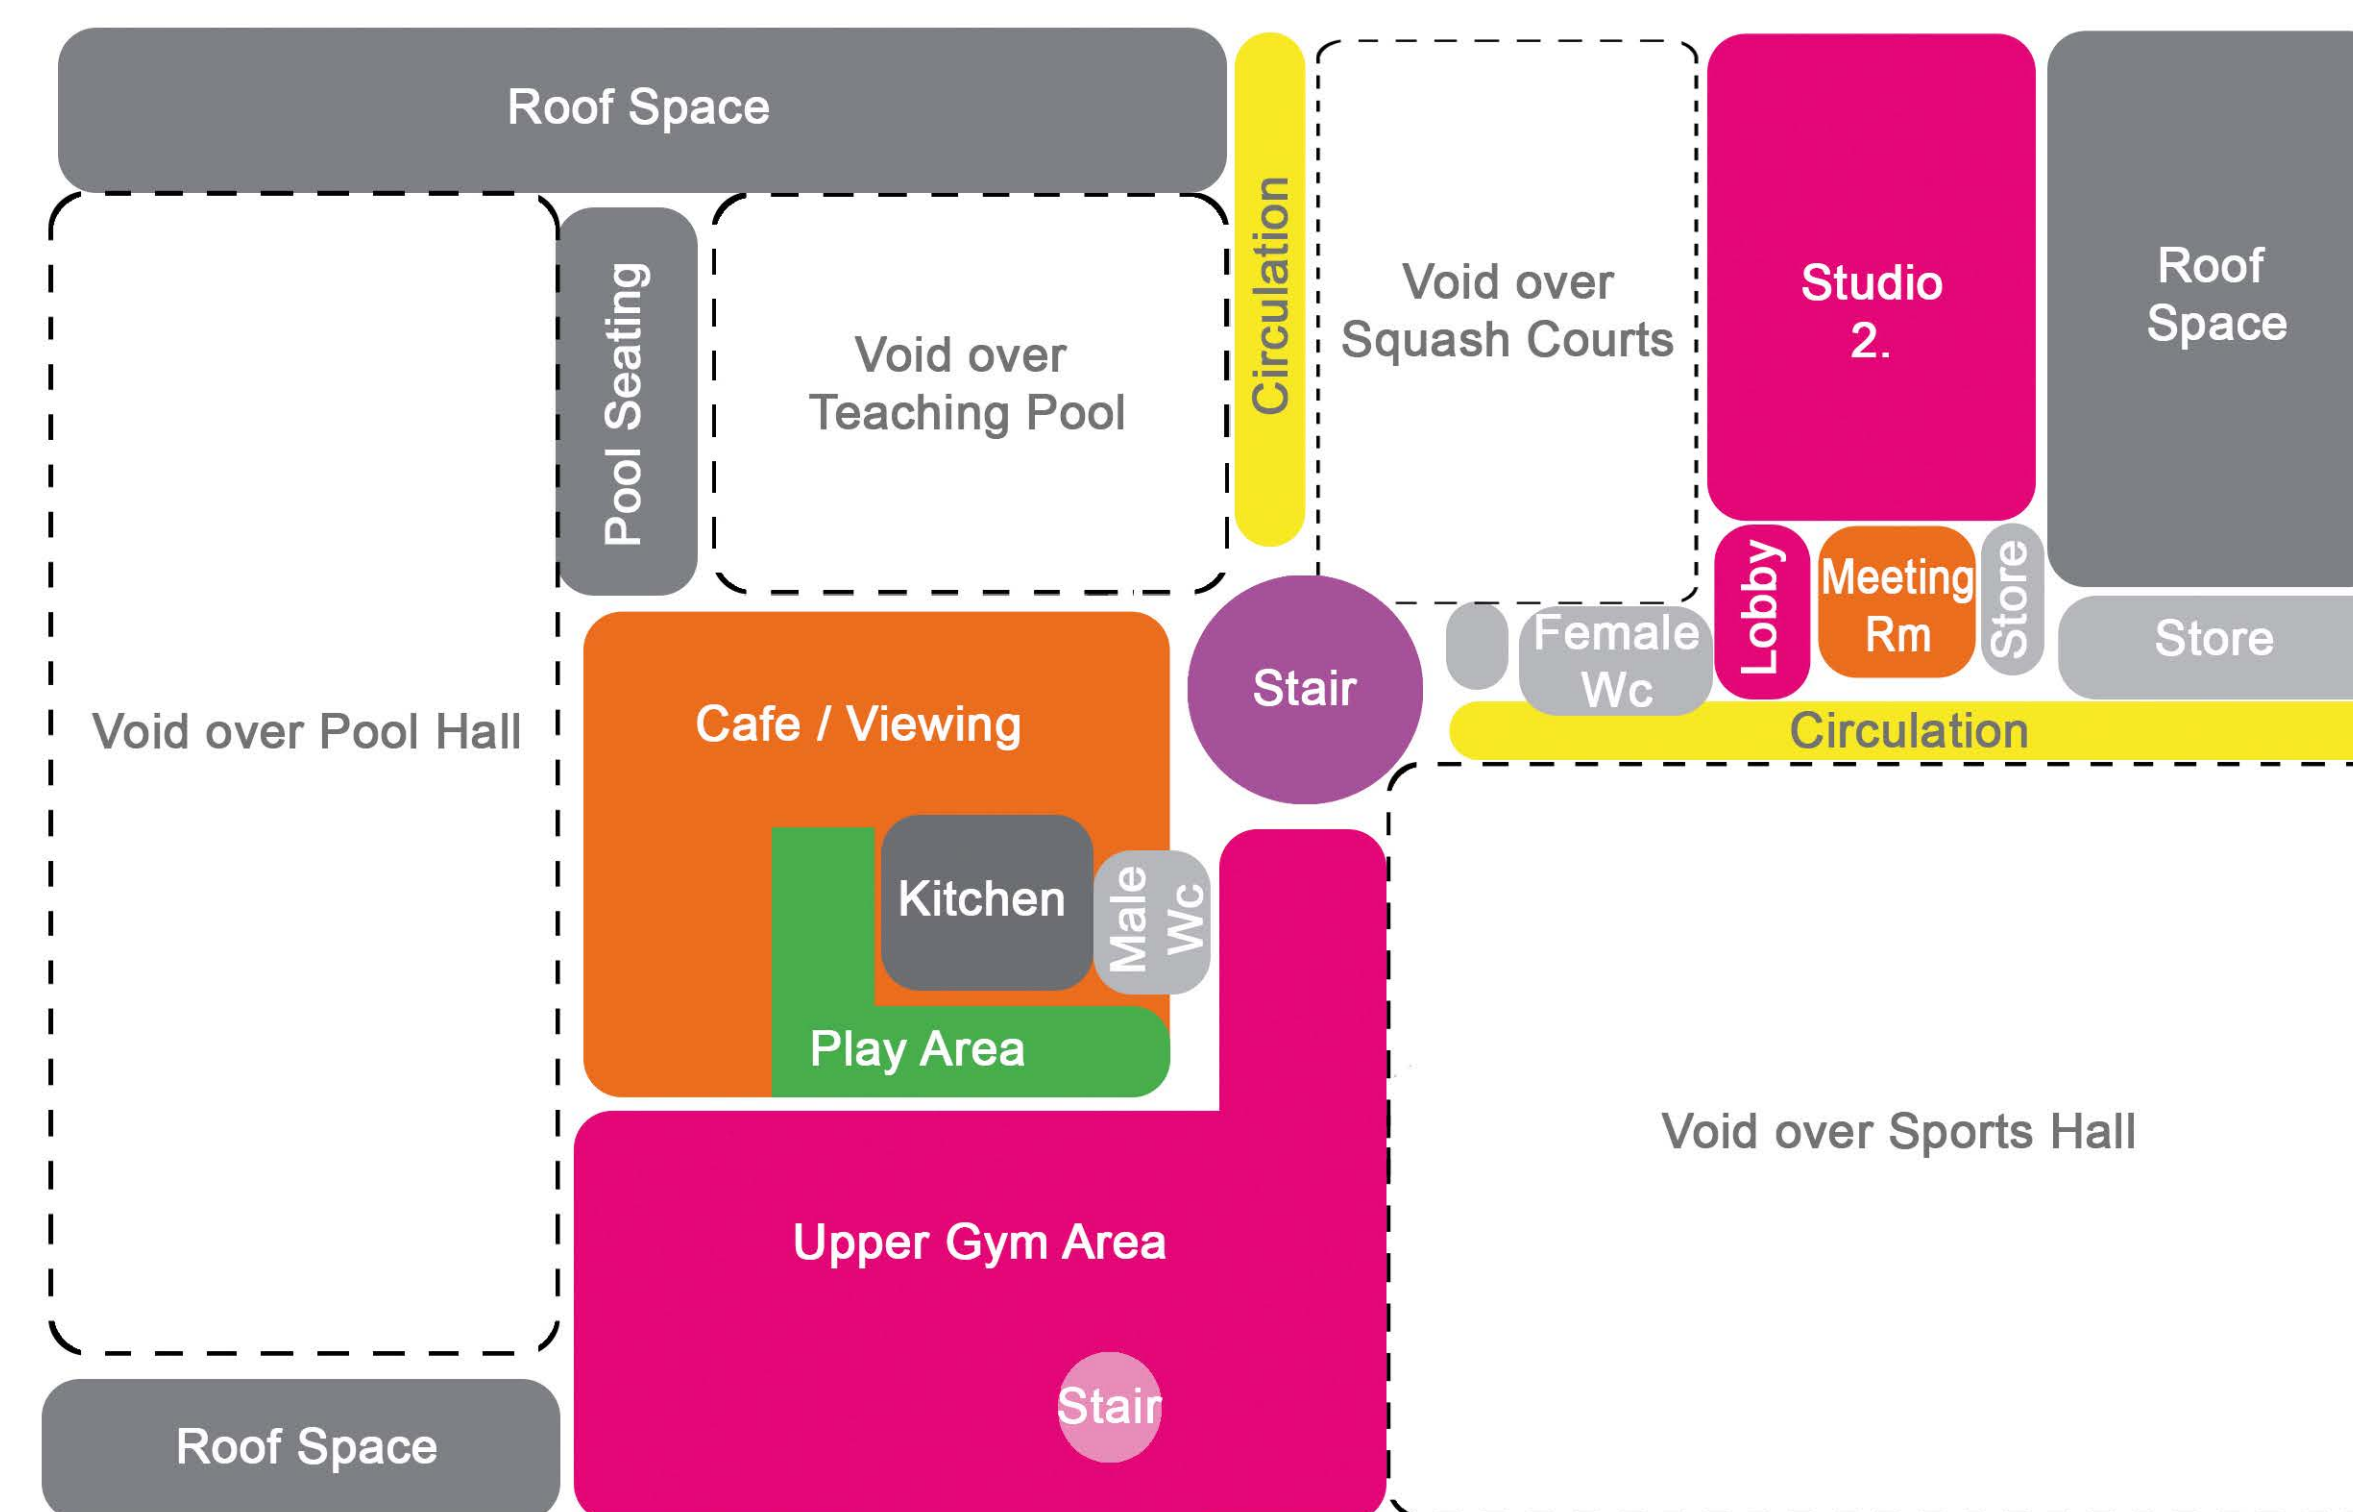 Roof Space
Circulation
Void over
Squash Courts
Studio
2.
Roof
Space
Pool Seating
Void over
Teaching Pool
Lobby
Meeting
Rm
Store
Store
Female
Wc
Stair
Circulation
Void over Pool Hall
Cafe / Viewing
Kitchen
Male
Wc
Play Area
Void over Sports Hall
Upper Gym Area
Stair
Roof Space